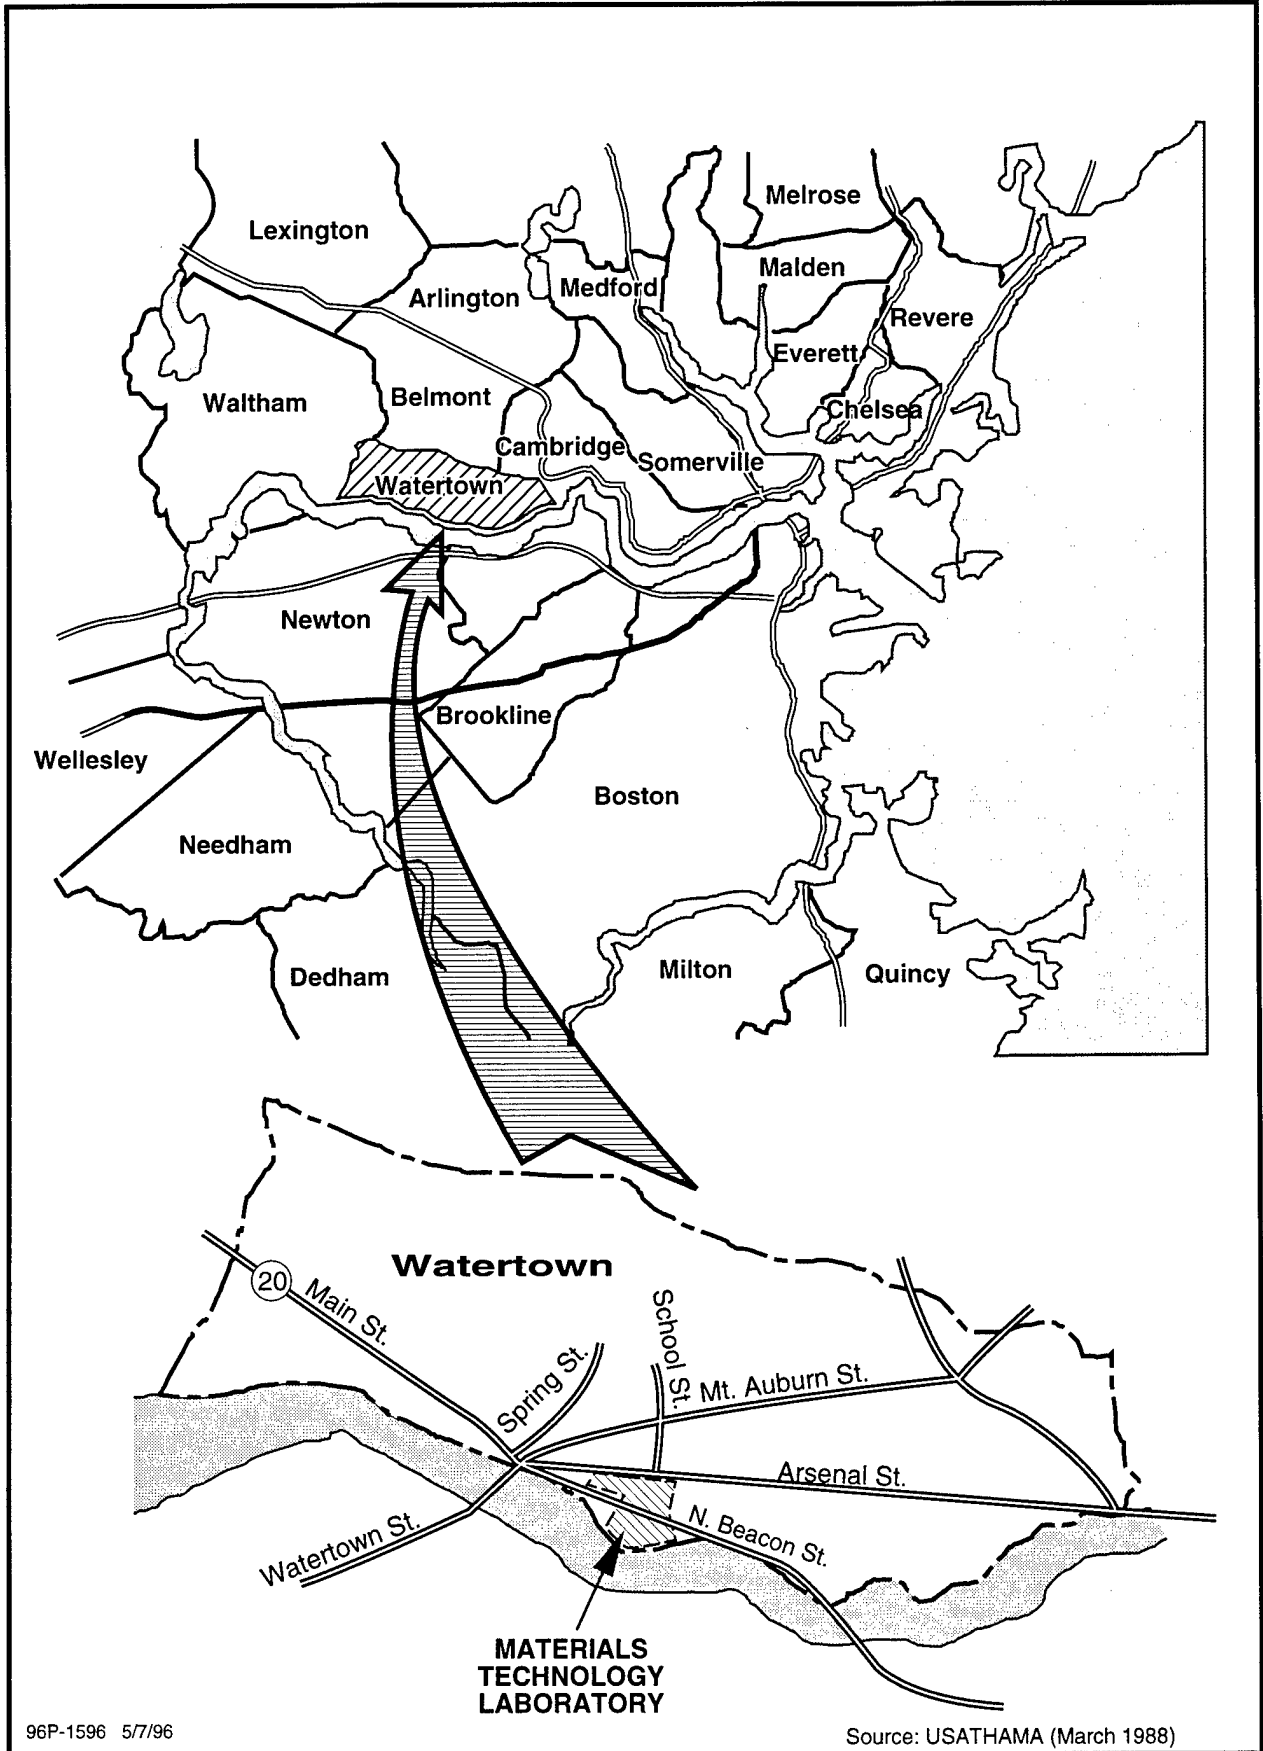 Melrose
Lexington
Malden
Medford
Arlington
Revere
Everett
Belmont
Waltham
Chelsea
Cambridge
Somerville
Watertown
Newton
Brookline
Wellesley
Boston
Needham
Milton
Quincy
Dedham
Watertown
20
Main St.
School St.
Spring St.
Mt. Auburn St.
Arsenal St.
N. Beacon St.
Watertown St.
MATERIALS
TECHNOLOGY
LABORATORY
96P-1596 5/7/96
Source: USATHAMA (March 1988)